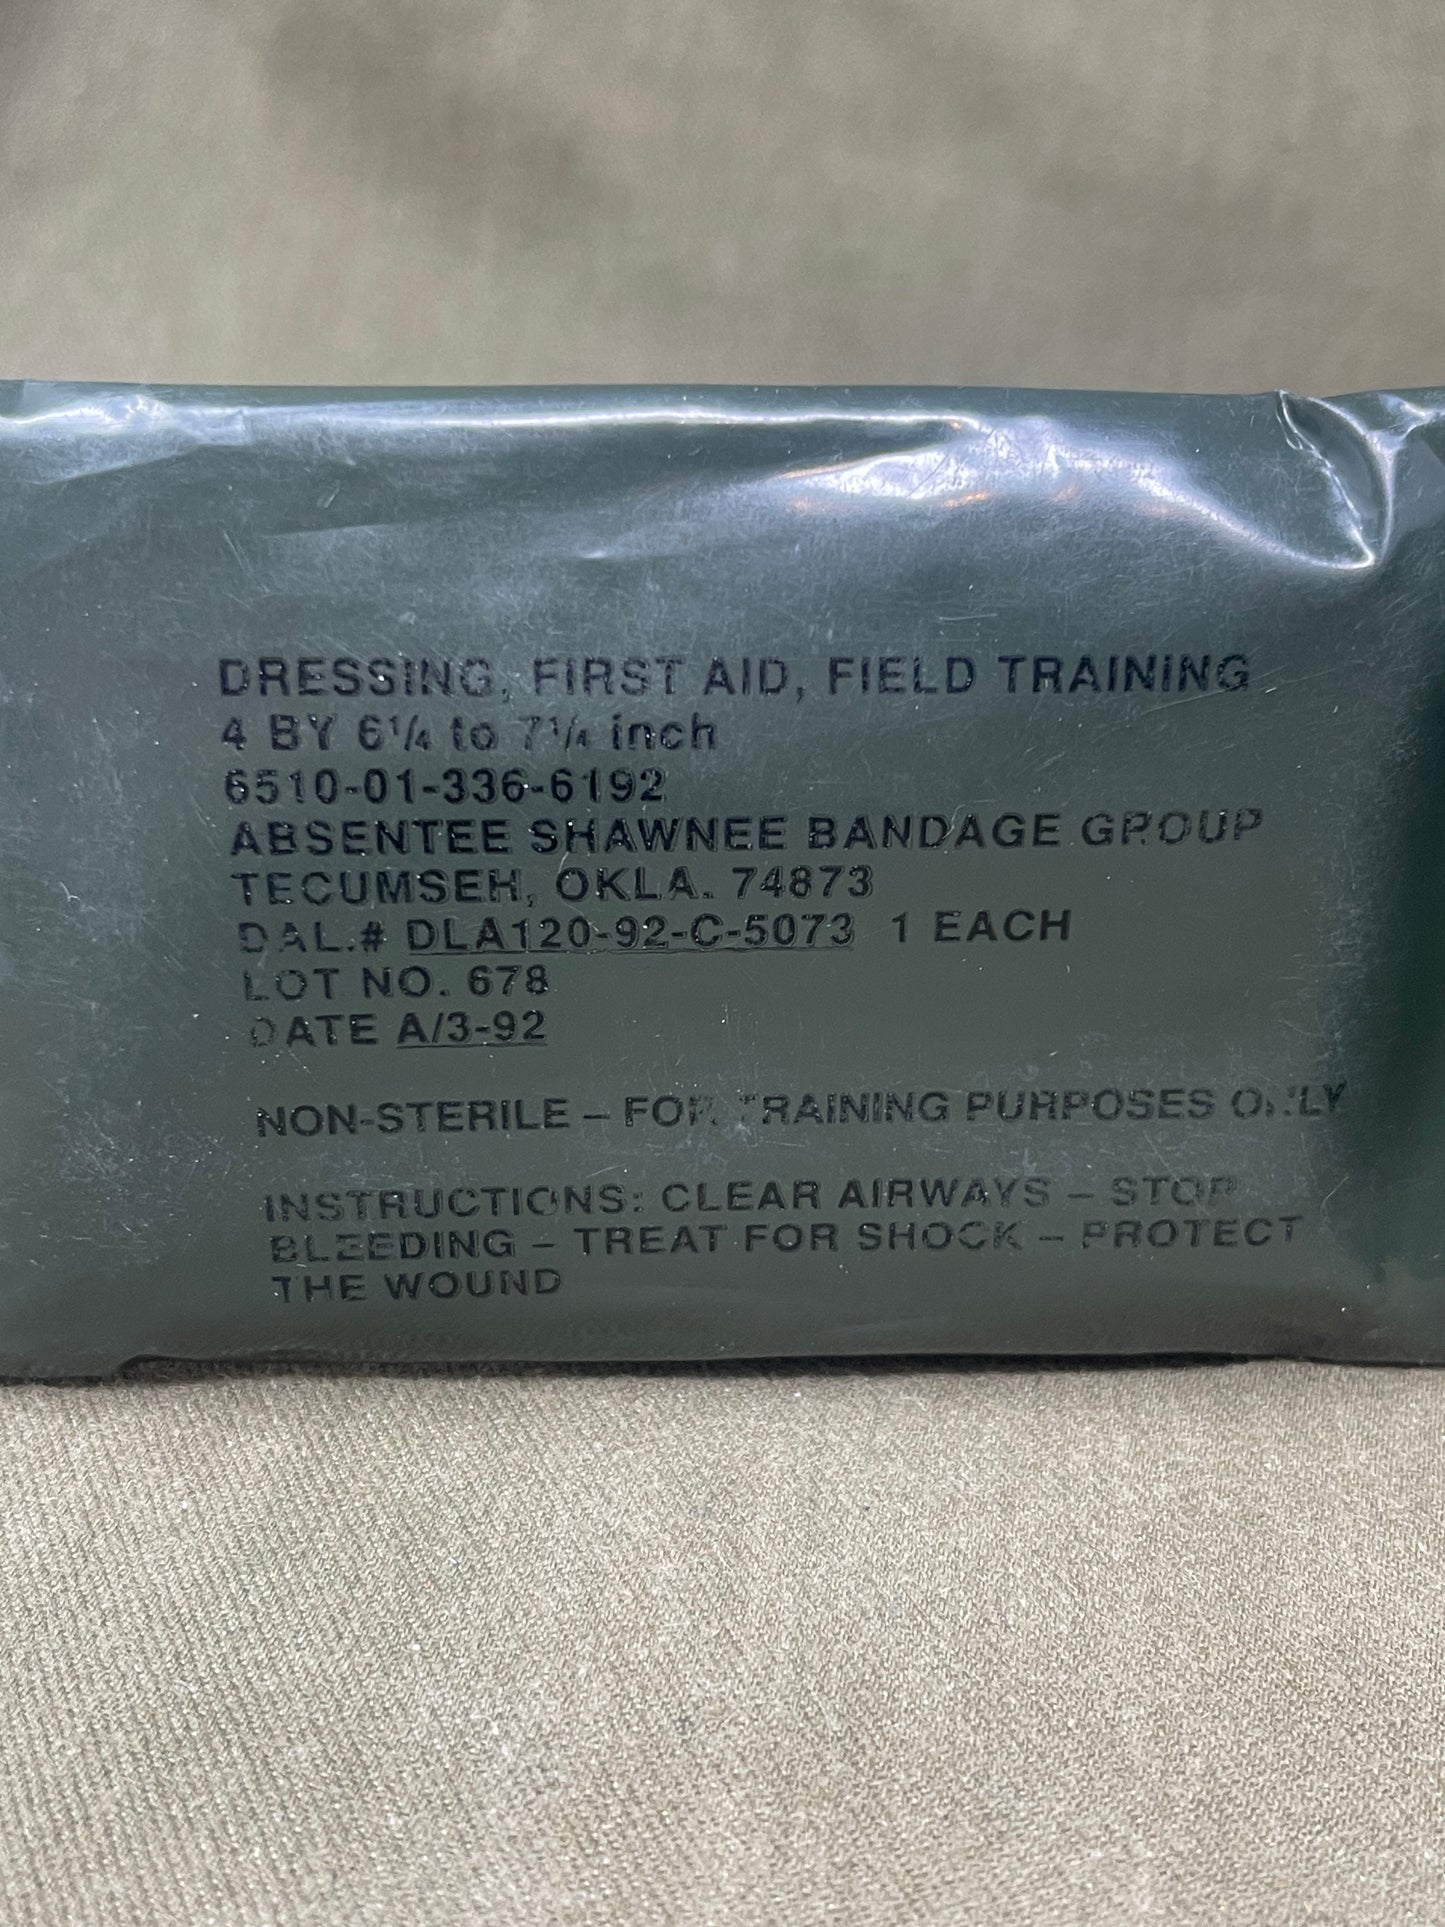 DRESSING, FIRST AID, FIELD TRAINING
4 BY 6¼ to 7¼ inch
6510-01-336-6192
ABSENTEE SHAWNEE BANDAGE GROUP
TECUMSEH, OKLA. 74873
DAL.# DLA120-92-C-5073 1 EACH
LOT NO. 678
DATE A/3-92
NON-STERILE – FOR TRAINING PURPOSES ONLY
INSTRUCTIONS: CLEAR AIRWAYS – STOP
BLEEDING – TREAT FOR SHOCK – PROTECT
THE WOUND